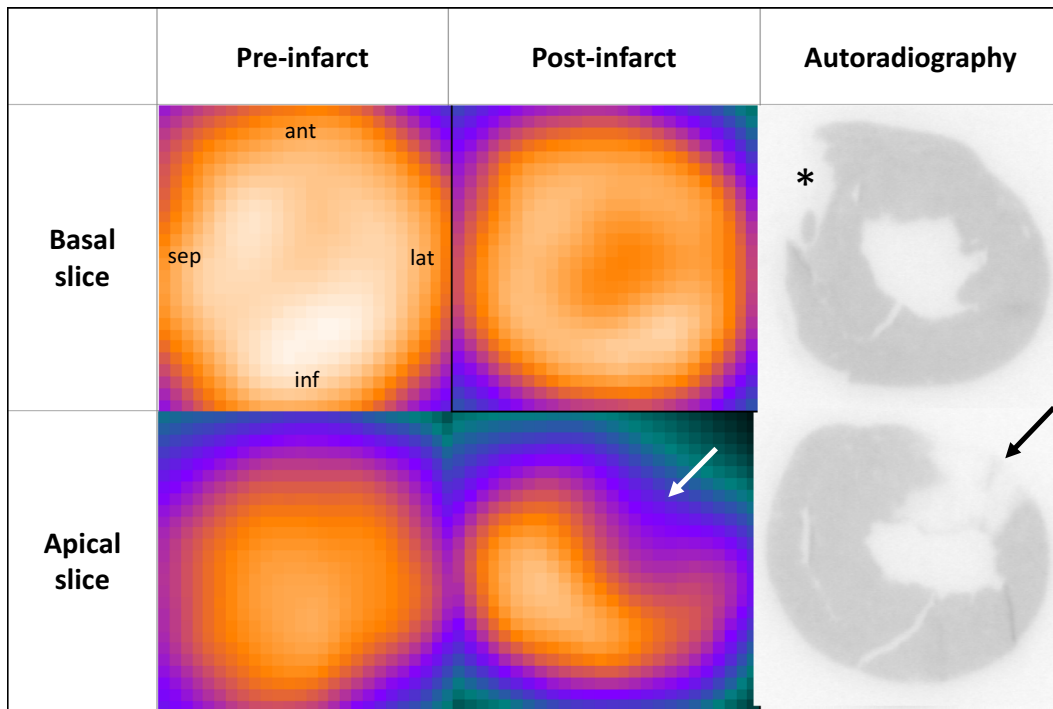 Pre-infarct
Post-infarct
Autoradiography
Basal
slice
ant
sep
lat
inf
*
Apical
slice